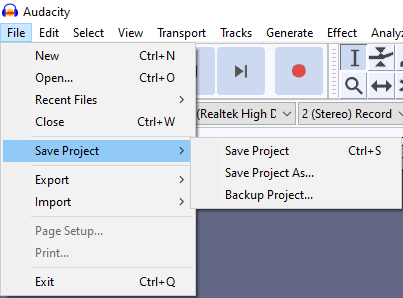 Audacity
File Edit Select View Transport Tracks Generate Effect Analyz
New Ctrl+N
Open... Ctrl+O
Recent Files
Close Ctrl+W
(Realtek High D 2 (Stereo) Record
Save Project
Save Project Ctrl+S
Save Project As...
Export
Backup Project...
Import
Page Setup...
Print...
Exit Ctrl+Q